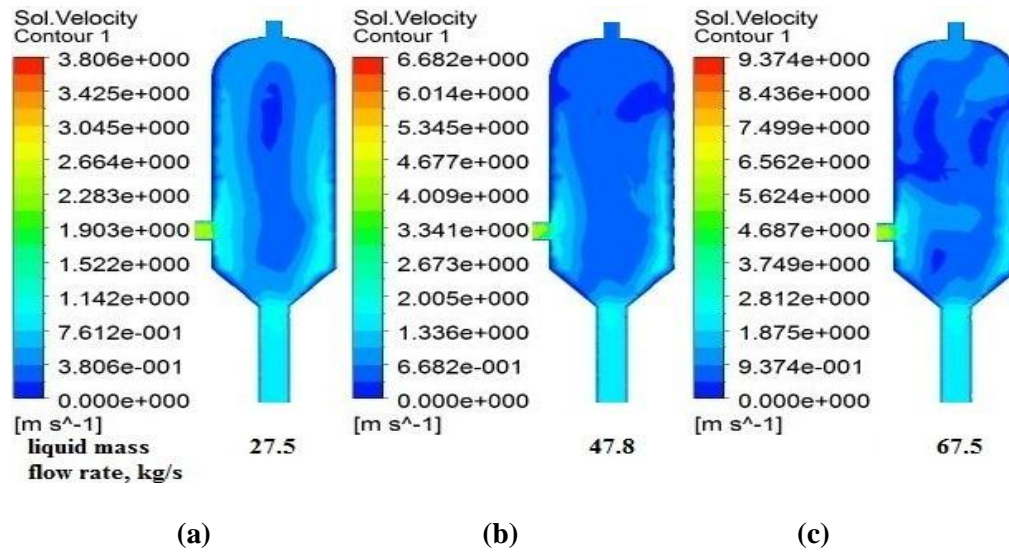 Sol.Velocity
Contour 1
3.806e+000
3.425e+000
3.045e+000
2.664e+000
2.283e+000
1.903e+000
1.522e+000
1.142e+000
7.612e-001
3.806e-001
0.000e+000
[m s^-1]
Sol.Velocity
Contour 1
6.682e+000
6.014e+000
5.345e+000
4.677e+000
4.009e+000
3.341e+000
2.673e+000
2.005e+000
1.336e+000
6.682e-001
0.000e+000
[m s^-1]
Sol.Velocity
Contour 1
9.374e+000
8.436e+000
7.499e+000
6.562e+000
5.624e+000
4.687e+000
3.749e+000
2.812e+000
1.875e+000
9.374e-001
0.000e+000
[m s^-1]
liquid mass
flow rate, kg/s
27.5
47.8
67.5
(a)
(b)
(c)